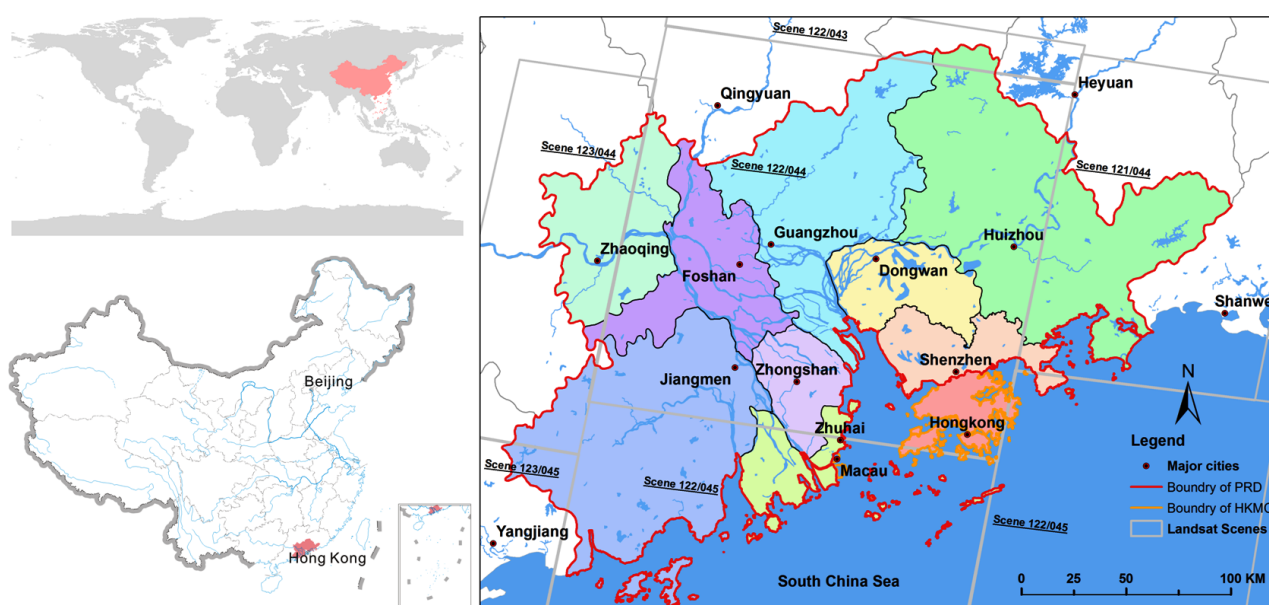 Beijing
Hong Kong
Scene 122/043
Heyuan
Qingyuan
Scene 123/044
Scene 122/044
Scene 121/044
Guangzhou
Huizhou
Zhaoqing
Foshan
Dongwan
Shanwe
Shenzhen
Jiangmen
Zhongshan
N
Zhuhai
Hongkong
Macau
Legend
Major cities
Boundry of PRD
Boundry of HKMC
Landsat Scenes
Scene 123/045
Scene 122/045
Scene 122/045
Yangjiang
South China Sea
0 25 50 100 KM